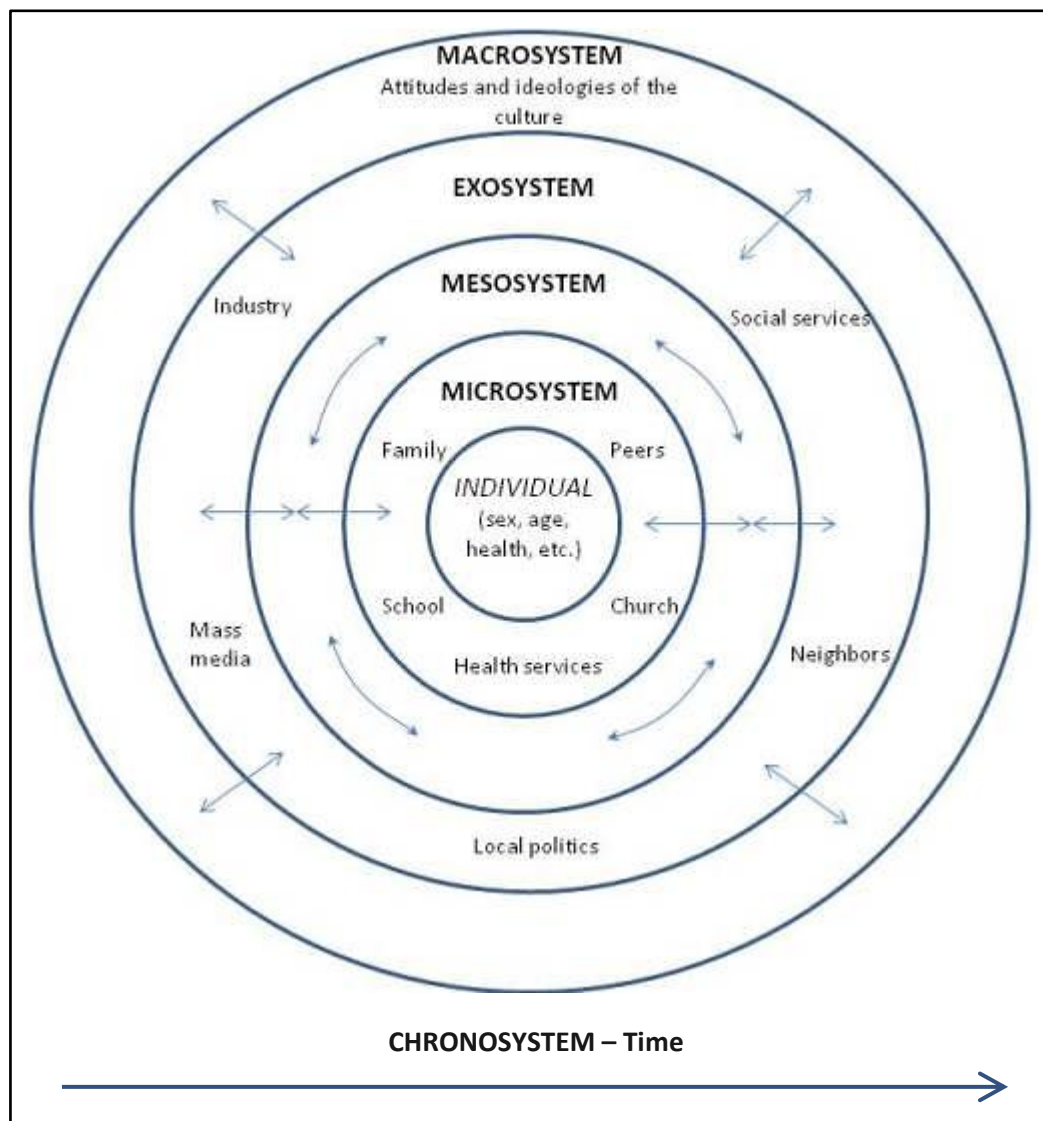 MACROSYSTEM
Attitudes and ideologies of the
culture
EXOSYSTEM
MESOSYSTEM
Industry
Social services
MICROSYSTEM
Family
Peers
INDIVIDUAL
(sex, age,
health, etc.)
School
Church
Mass
media
Neighbors
Health services
Local politics
CHRONOSYSTEM – Time